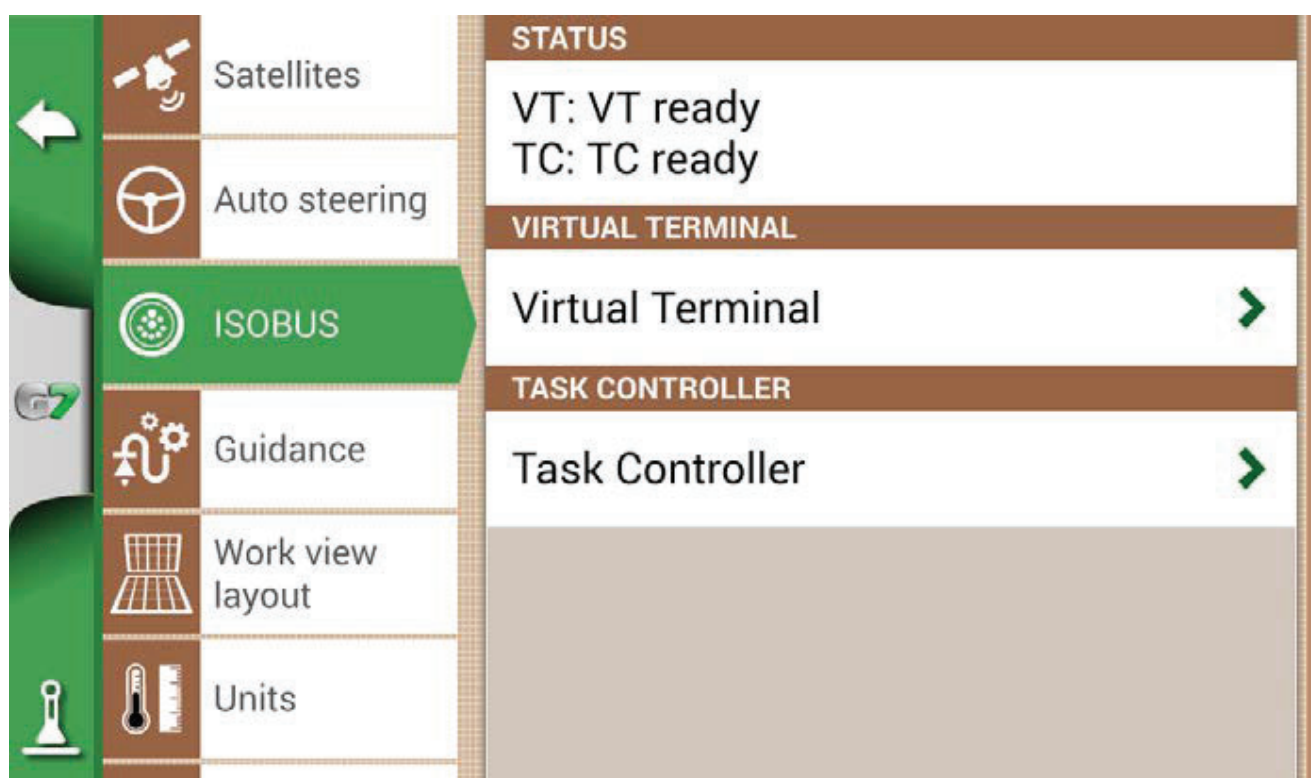 Satellites
Auto steering
ISOBUS
G7
Guidance
Work view
layout
Units
STATUS
VT: VT ready
TC: TC ready
VIRTUAL TERMINAL
Virtual Terminal
TASK CONTROLLER
Task Controller